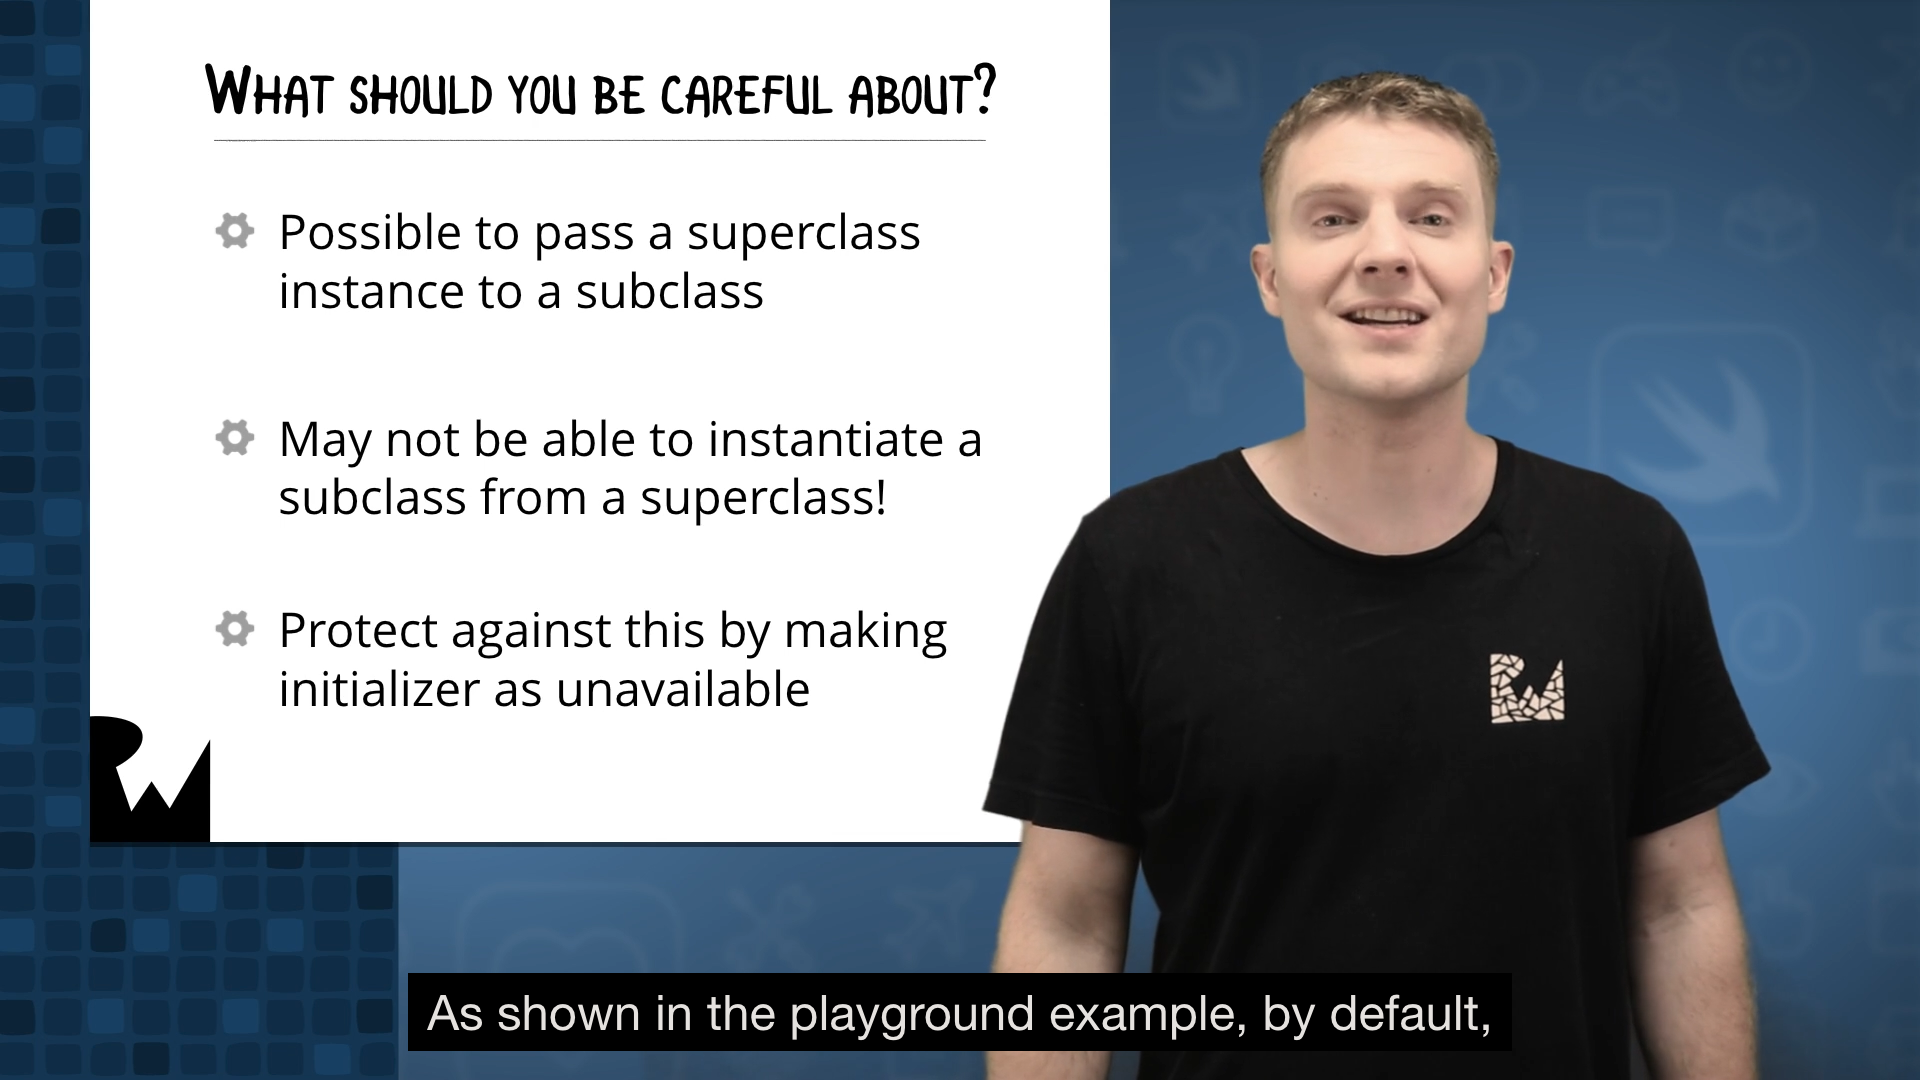 What should you be careful about?
Possible to pass a superclass
instance to a subclass
May not be able to instantiate a
subclass from a superclass!
Protect against this by making
initializer as unavailable
RW
RW
As shown in the playground example, by default,